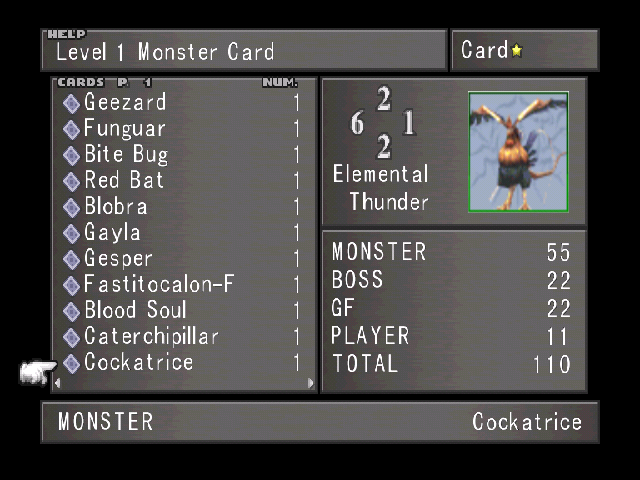 HELP
Level 1 Monster Card
Card
CARDS P. 1 NUM.
Geezard 1
Funguar 1
Bite Bug 1
Red Bat 1
Blobra 1
Gayla 1
Gesper 1
Fastitocalon-F 1
Blood Soul 1
Caterchipillar 1
Cockatrice 1
2
6 1
2
Elemental
Thunder
MONSTER 55
BOSS 22
GF 22
PLAYER 11
TOTAL 110
MONSTER Cockatrice